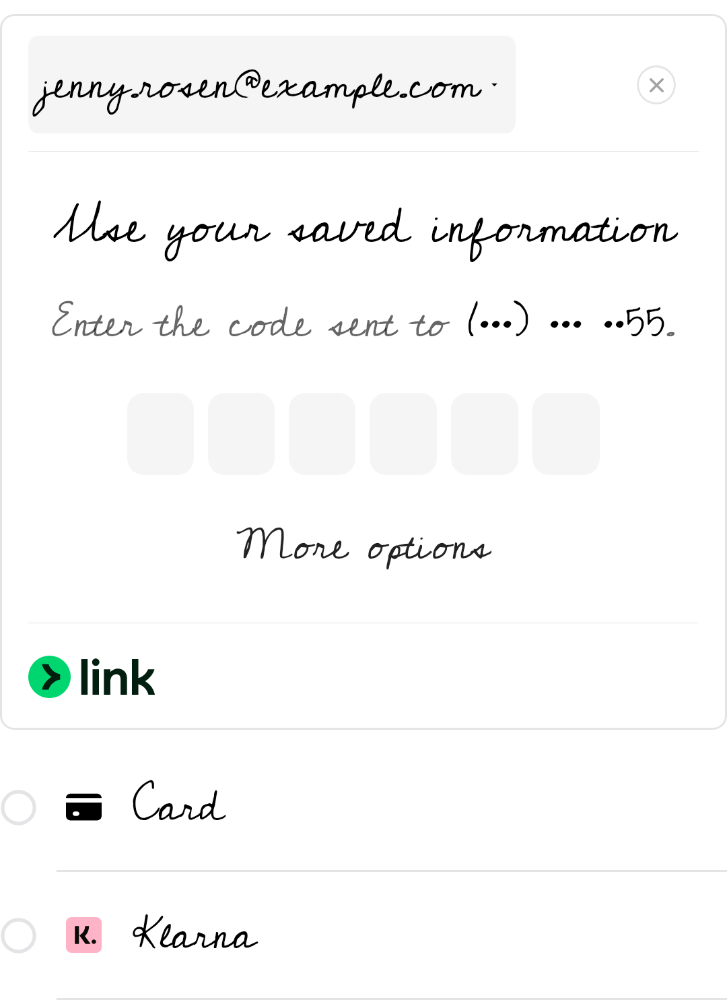 jenny.rosen@example.com
Use your saved information
Enter the code sent to (•••) ••• ••55.
More options
link
Card
K. Klarna